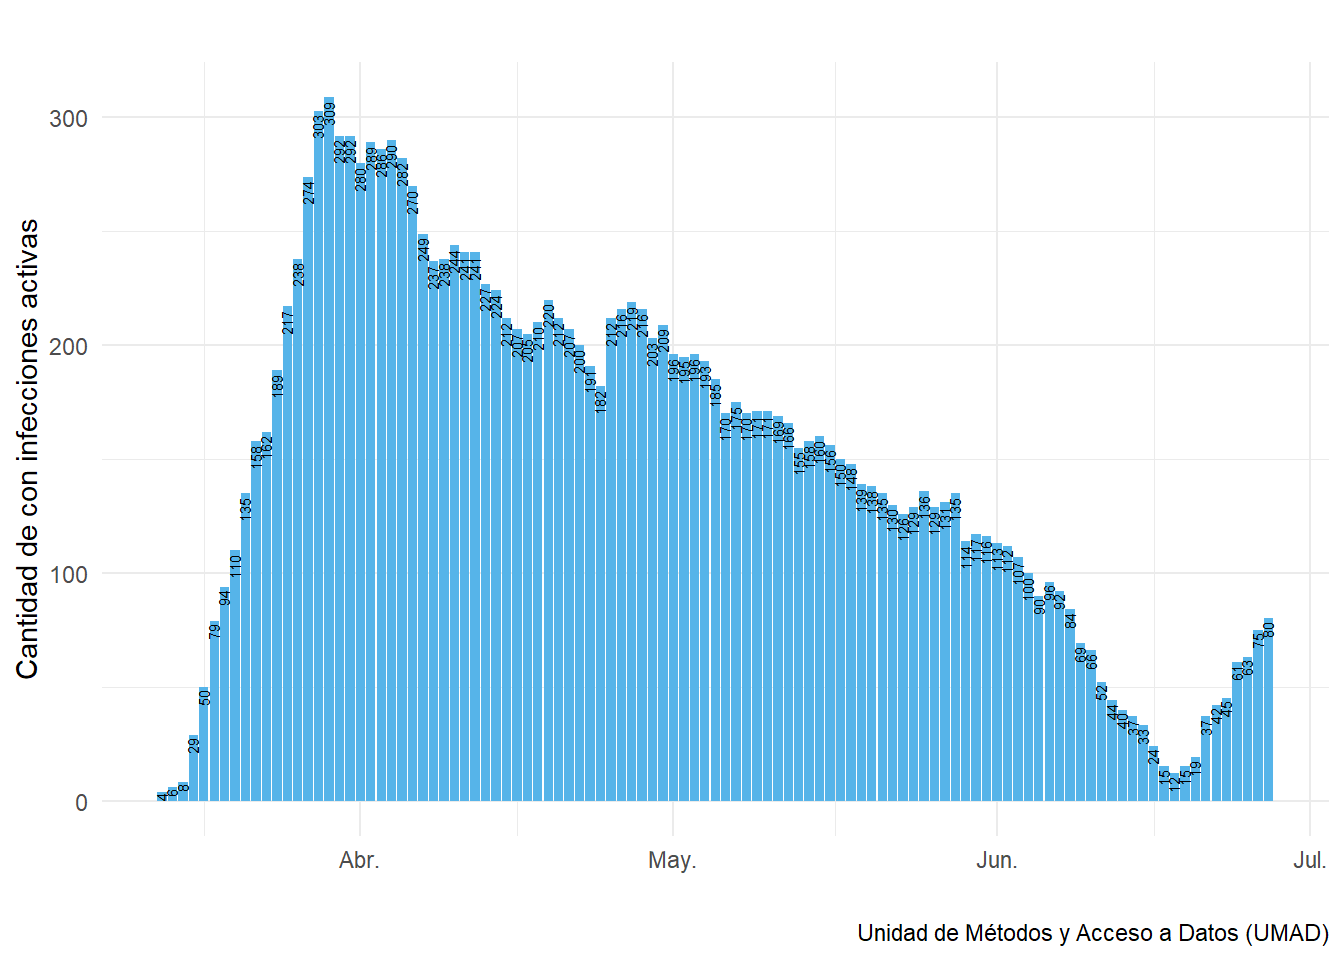 Cantidad de con infecciones activas
300
200
100
0
4 6 8 29 50 79 94 110 135 158 162 189 217 238 274 303 309 292 292 280 289 286 290 282 270 249 237 238 244 241 241 227 224 212 207 205 210 220 212 207 200 191 182 212 216 219 216 203 209 196 195 196 193 185 170 175 170 171 171 169 166 155 158 160 156 150 148 139 138 135 130 126 129 136 129 131 135 114 117 116 113 112 107 100 90 96 92 84 69 66 52 44 40 37 33 24 15 12 15 19 37 42 45 61 63 75 80
Abr. May. Jun. Jul.
Unidad de Métodos y Acceso a Datos (UMAD)